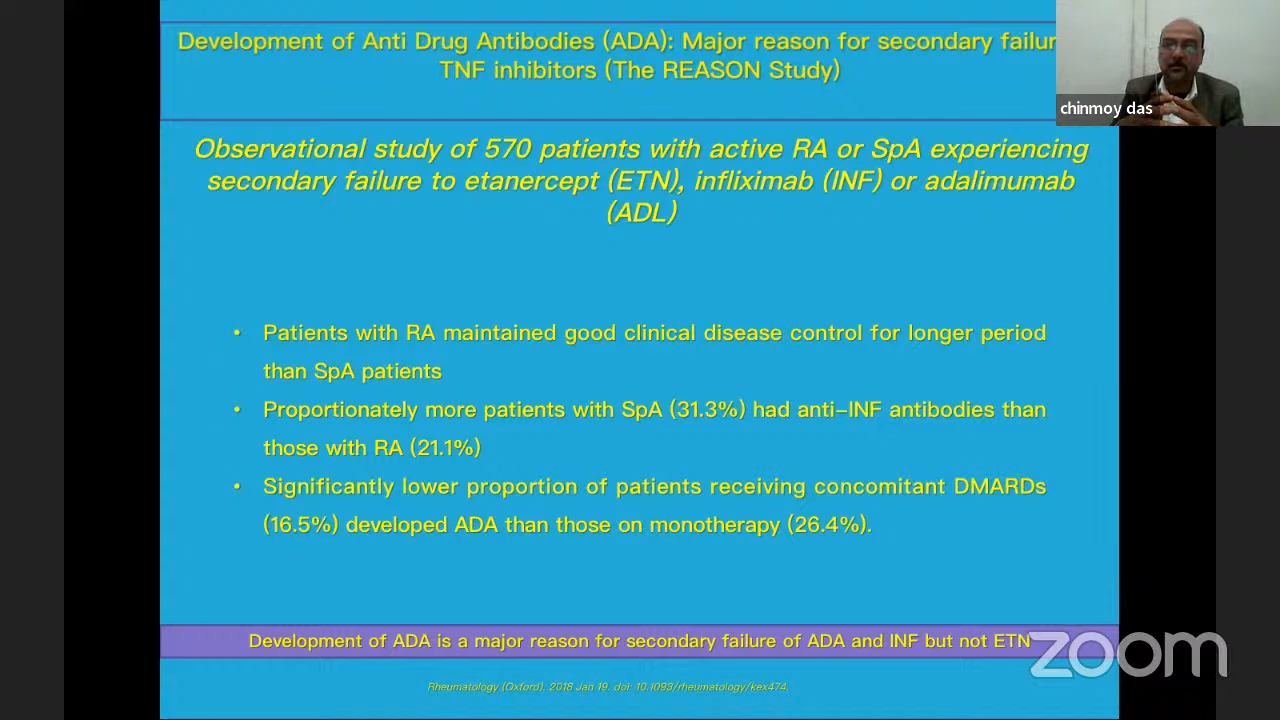 Development of Anti Drug Antibodies (ADA): Major reason for secondary
TNF inhibitors (The REASON Study)
chinmoy das
Observational study of 570 patients with active RA or SpA experiencing
secondary failure to etanercept (ETN), infliximab (INF) or adalimumab
(ADL)
• Patients with RA maintained good clinical disease control for longer period
than SpA patients
• Proportionately more patients with SpA (31.3%) had anti-INF antibodies than
those with RA (21.1%)
• Significantly lower proportion of patients receiving concomitant DMARDs
(16.5%) developed ADA than those on monotherapy (26.4%).
Development of ADA is a major reason for secondary failure of ADA and INF but not ETN
zoom
Rheumatology (Oxford). 2018 Jan 19. doi: 10.1093/rheumatology/kex474.